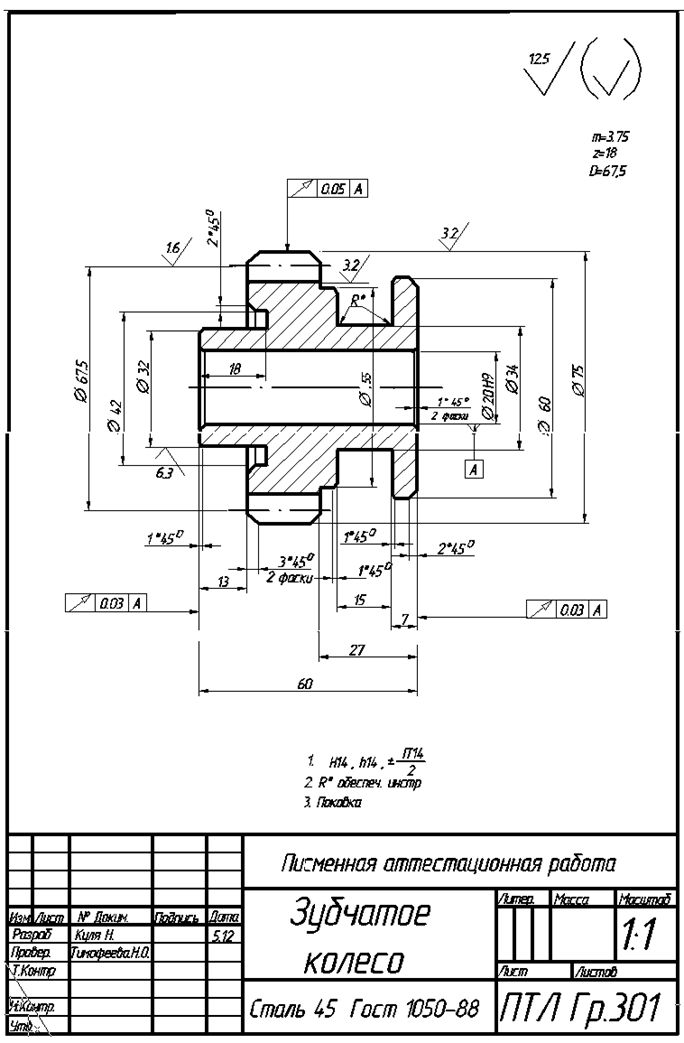 12.5
m=3.75
z=18
D=67,5
0.05 A
2*45°
1.6
3.2
3.2
R*
Ø 67.5
Ø 42
Ø 32
18
Ø 55
1*45°
2 фаски
Ø 20H9
Ø 34
Ø 60
Ø 75
6.3
A
1*45°
3*45°
2 фаски
1*45°
1*45°
2*45°
13
15
7
0.03 A
0.03 A
27
60
1. H14, h14, ± IT14/2
2. R* обеспеч. инстр
3. Поковка
Писменная аттестационная работа
Изм Лист № Доким. Подпись Дата
Разраб Куля Н. 5.12
Провер. Тимофеева.Н.О.
Т.Контр
Н.Контр.
Утв.
Зубчатое
колесо
Литер. Масса Масштаб
1:1
Лист Листов
Сталь 45 Гост 1050-88
ПТЛ Гр.301